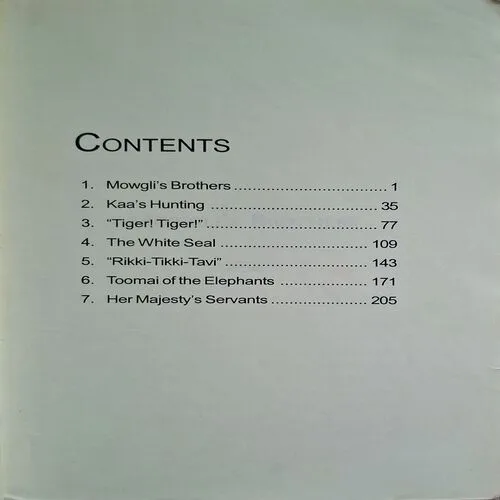 CONTENTS
1. Mowgli's Brothers ................................. 1
2. Kaa's Hunting ..................................... 35
3. "Tiger! Tiger!" ..................................... 77
4. The White Seal ................................ 109
5. "Rikki-Tikki-Tavi" ............................... 143
6. Toomai of the Elephants ................... 171
7. Her Majesty's Servants ..................... 205